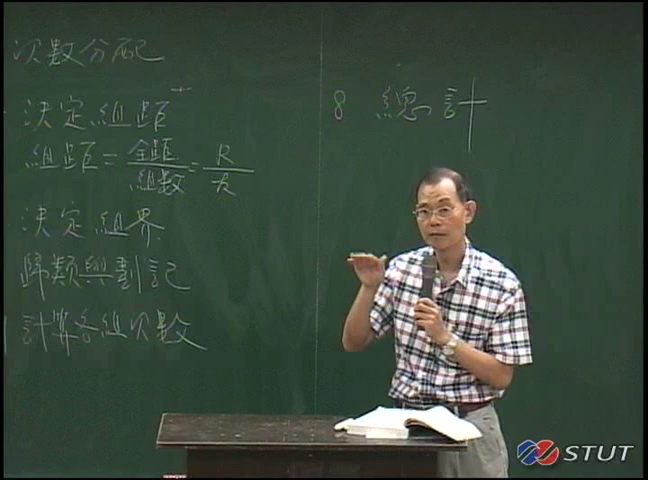 次數分配
決定組距
組距=全距/組數=R/k
決定組界
歸類與劃記
計算各組次數
8 總計
STUT